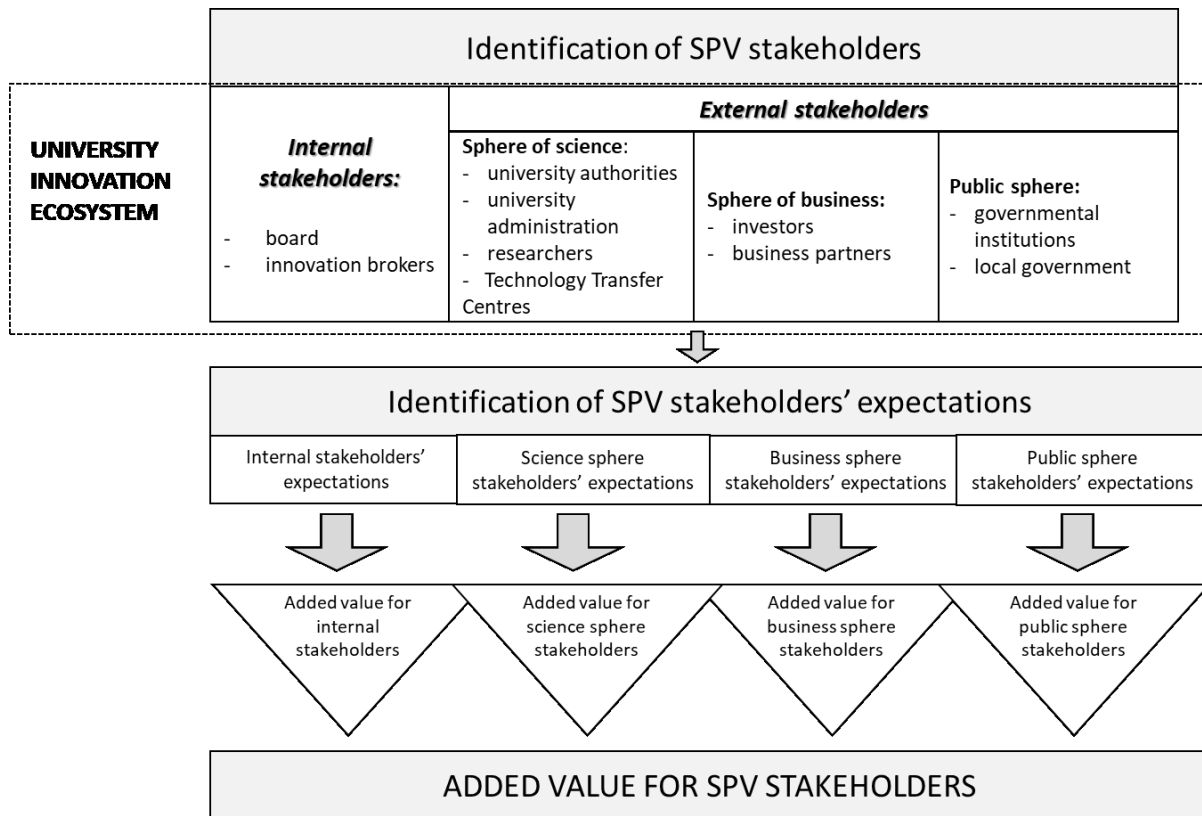 Identification of SPV stakeholders
UNIVERSITY
INNOVATION
ECOSYSTEM
Internal
stakeholders:
- board
- innovation brokers
External stakeholders
Sphere of science:
- university authorities
- university
administration
- researchers
- Technology Transfer
Centres
Sphere of business:
- investors
- business partners
Public sphere:
- governmental
institutions
- local government
Identification of SPV stakeholders’ expectations
Internal stakeholders’
expectations
Science sphere
stakeholders’ expectations
Business sphere
stakeholders’ expectations
Public sphere
stakeholders’ expectations
Added value for
internal
stakeholders
Added value for
science sphere
stakeholders
Added value for
business sphere
stakeholders
Added value for
public sphere
stakeholders
ADDED VALUE FOR SPV STAKEHOLDERS